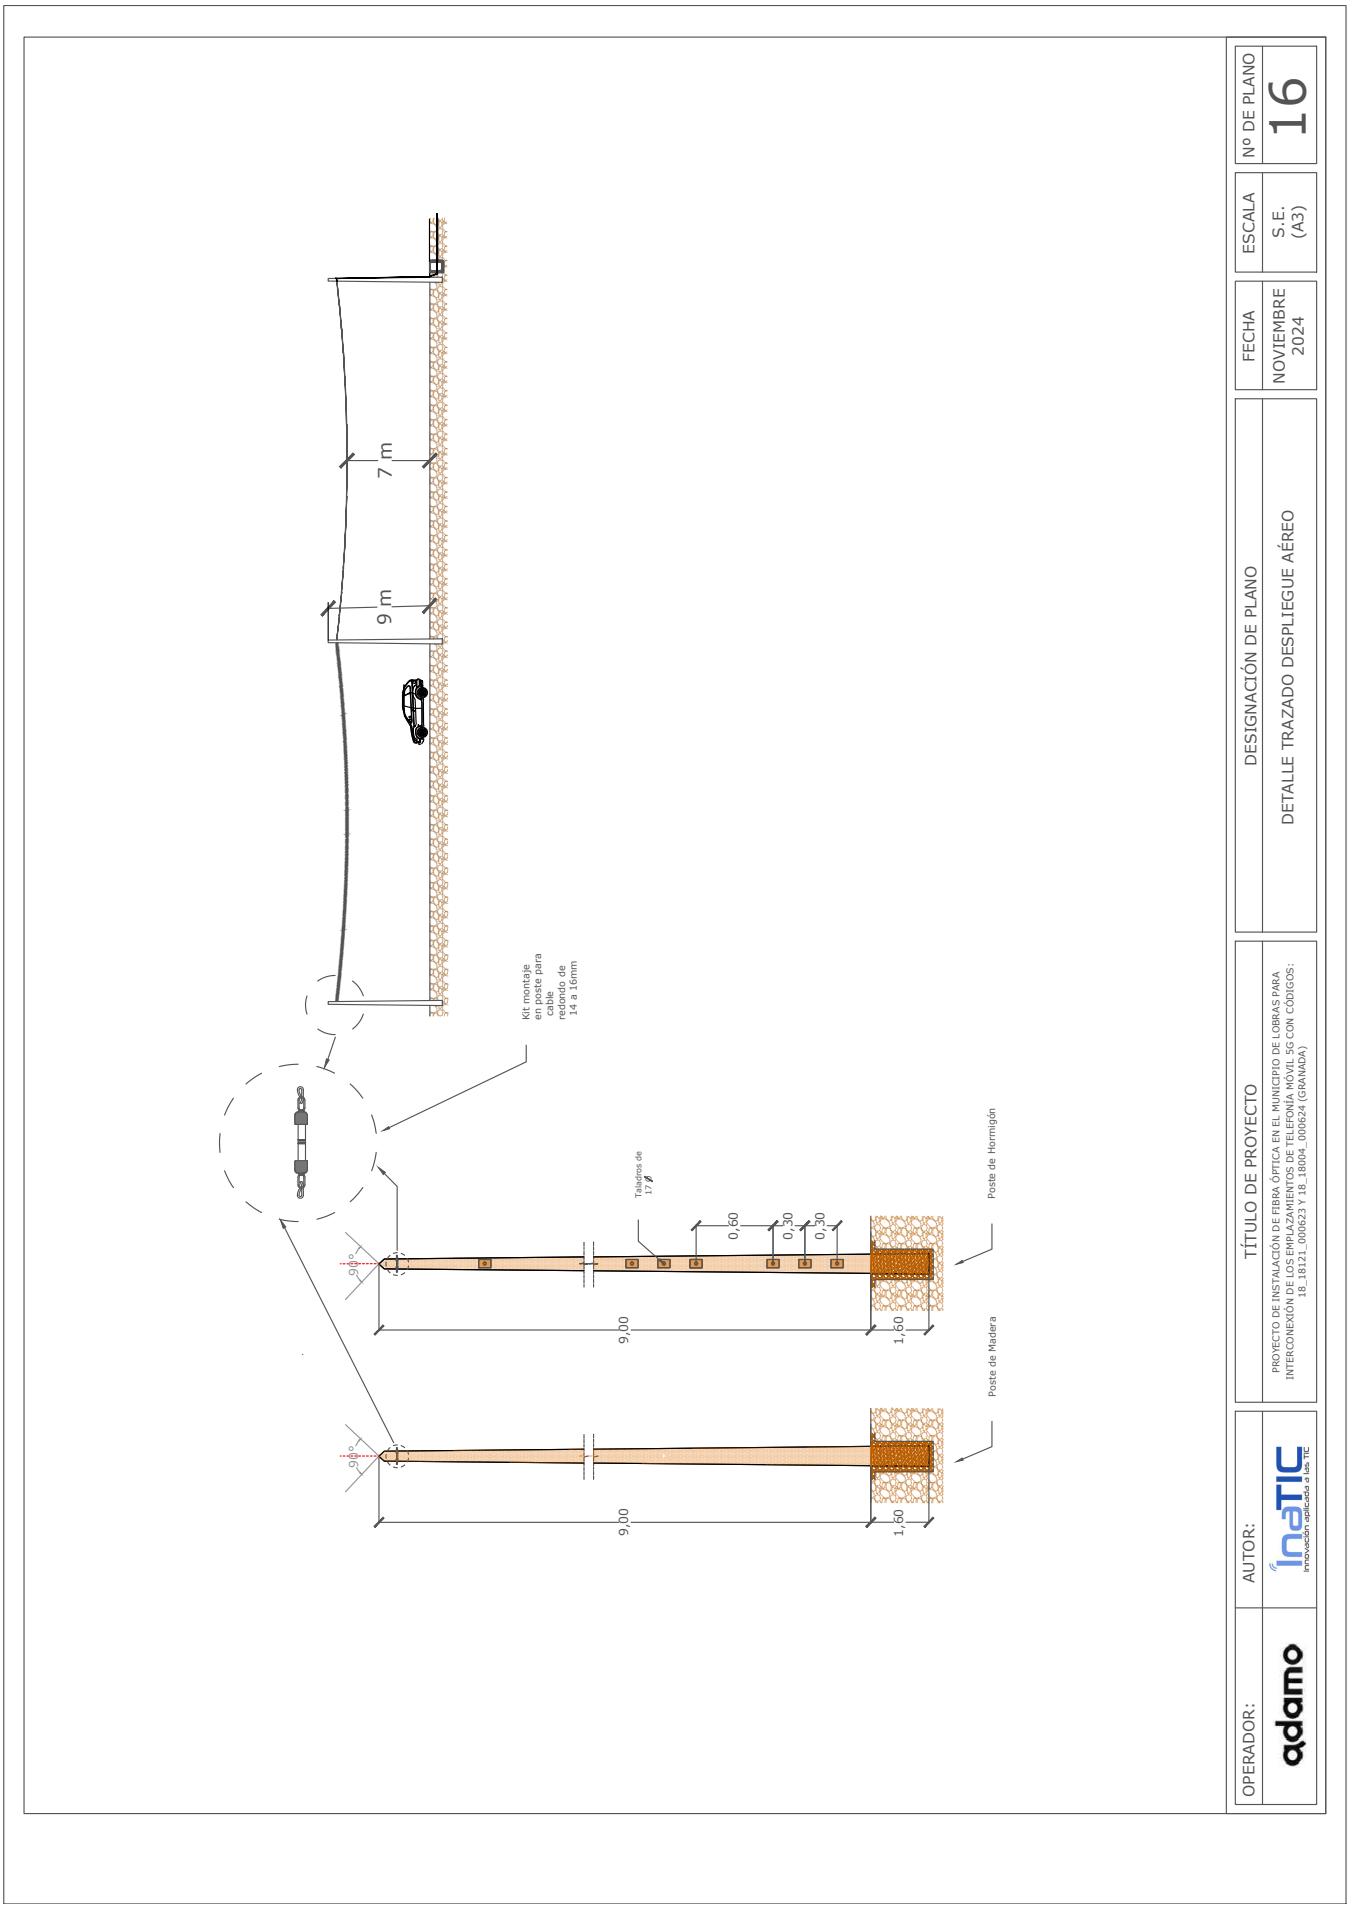 9 m
7 m
Kit montaje
en poste para
cable
redondo de
14 a 16mm
90°
9,00
1,60
Poste de Madera
90°
9,00
1,60
Taladros de
17 Ø
0,60
0,30
0,30
Poste de Hormigón
OPERADOR:
adamo
AUTOR:
inaTIC
Innovación aplicada a las TIC
TÍTULO DE PROYECTO
PROYECTO DE INSTALACIÓN DE FIBRA ÓPTICA EN EL MUNICIPIO DE LOBRAS PARA
INTERCONEXIÓN DE LOS EMPLAZAMIENTOS DE TELEFONÍA MÓVIL 5G CON CÓDIGOS:
18_18121_000623 Y 18_18004_000624 (GRANADA)
DESIGNACIÓN DE PLANO
DETALLE TRAZADO DESPLIEGUE AÉREO
FECHA
NOVIEMBRE
2024
ESCALA
S.E.
(A3)
Nº DE PLANO
16